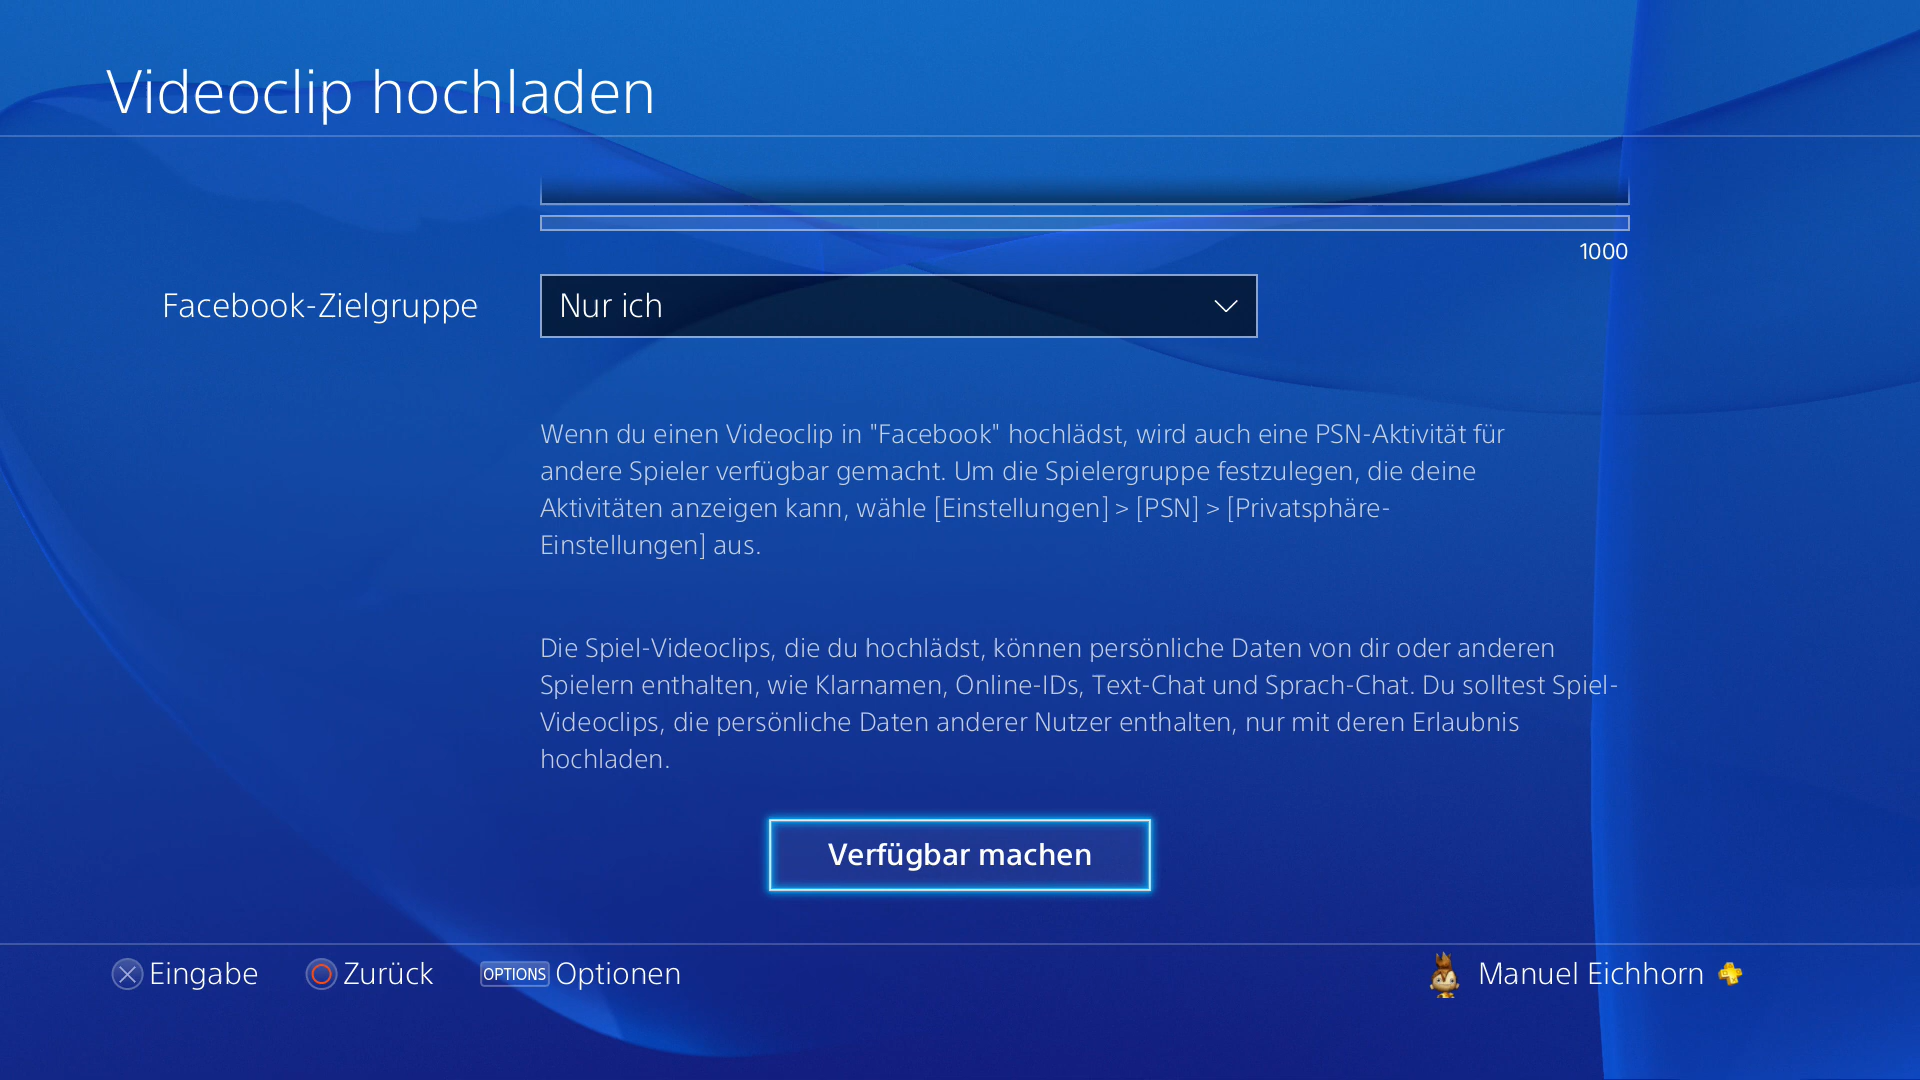 Videoclip hochladen
1000
Facebook-Zielgruppe
Nur ich
Wenn du einen Videoclip in "Facebook" hochlädst, wird auch eine PSN-Aktivität für
andere Spieler verfügbar gemacht. Um die Spielergruppe festzulegen, die deine
Aktivitäten anzeigen kann, wähle [Einstellungen] > [PSN] > [Privatsphäre-
Einstellungen] aus.
Die Spiel-Videoclips, die du hochlädst, können persönliche Daten von dir oder anderen
Spielern enthalten, wie Klarnamen, Online-IDs, Text-Chat und Sprach-Chat. Du solltest Spiel-
Videoclips, die persönliche Daten anderer Nutzer enthalten, nur mit deren Erlaubnis
hochladen.
Verfügbar machen
Eingabe
Zurück
OPTIONS Optionen
Manuel Eichhorn